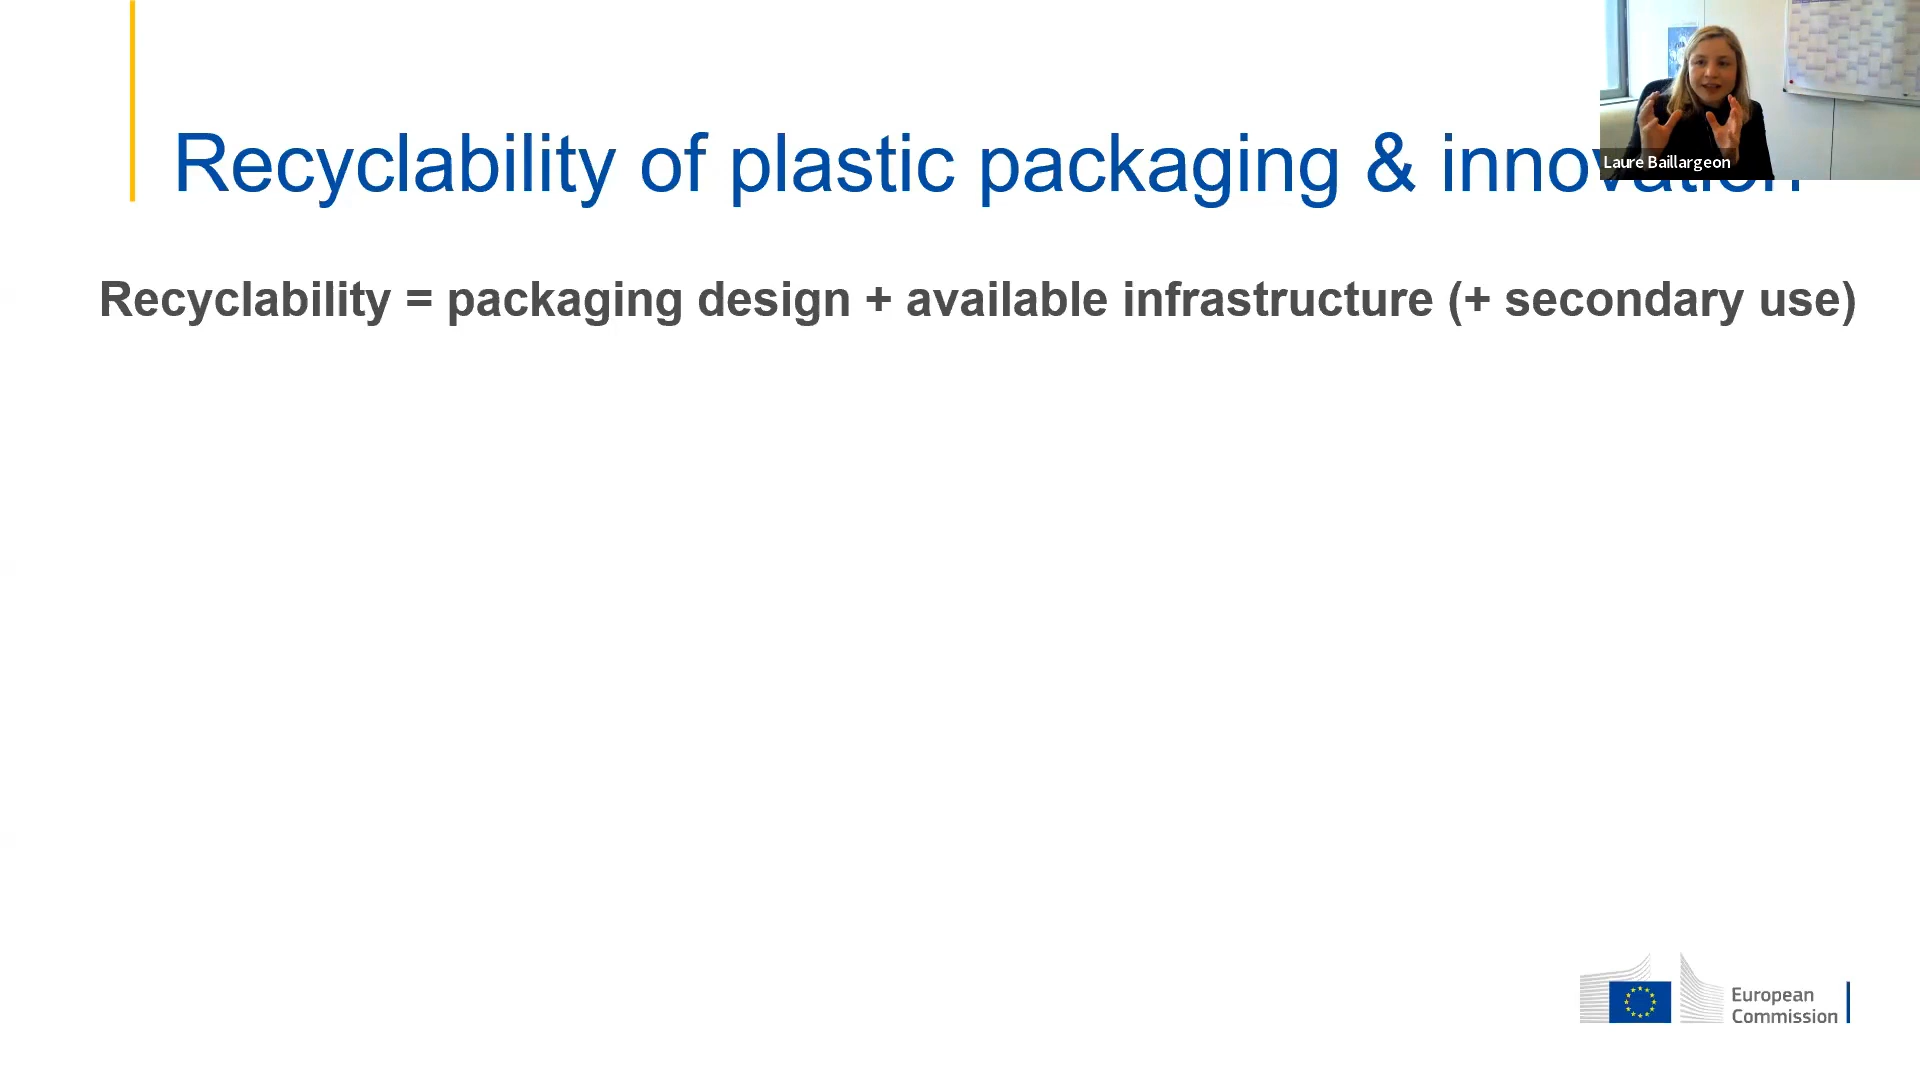 Recyclability of plastic packaging & innovation
Laure Baillargeon
Recyclability = packaging design + available infrastructure (+ secondary use)
European
Commission